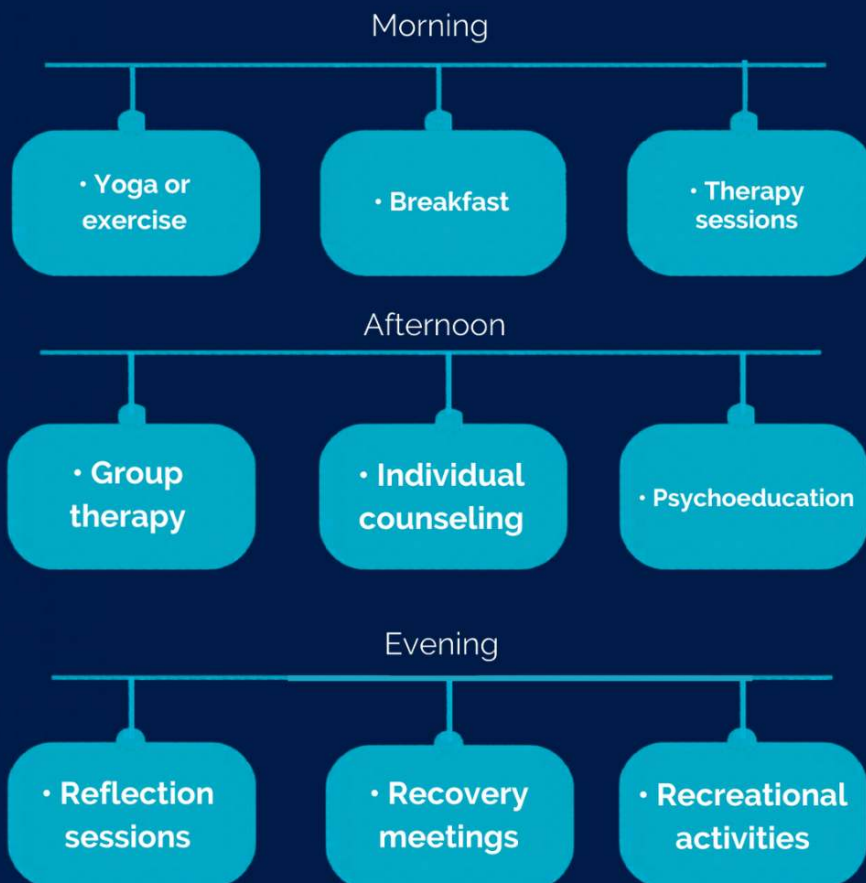 Morning
• Yoga or
exercise
• Breakfast
• Therapy
sessions
Afternoon
• Group
therapy
• Individual
counseling
• Psychoeducation
Evening
• Reflection
sessions
• Recovery
meetings
• Recreational
activities